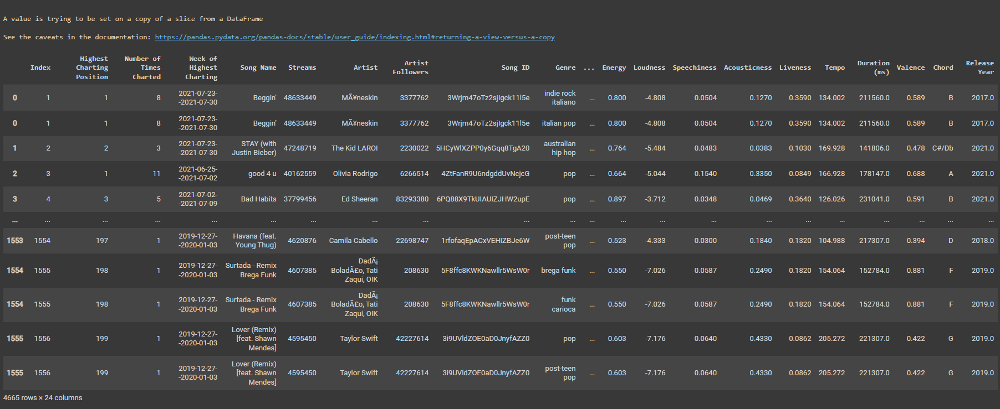 A value is trying to be set on a copy of a slice from a DataFrame
See the caveats in the documentation: https://pandas.pydata.org/pandas-docs/stable/user_guide/indexing.html#returning-a-view-versus-a-copy
Index Highest Charting Position Number of Times Charted Week of Highest Charting Song Name Streams Artist Artist Followers Song ID Genre ... Energy Loudness Speechiness Acousticness Liveness Tempo Duration (ms) Valence Chord Release Year
0 1 1 8 2021-07-23--2021-07-30 Beggin' 48633449 MÃ¥neskin 3377762 3Wrjm47oTz2sjIgck11l5e indie rock italiano ... 0.800 -4.808 0.0504 0.1270 0.3590 134.002 211560.0 0.589 B 2017.0
0 1 1 8 2021-07-23--2021-07-30 Beggin' 48633449 MÃ¥neskin 3377762 3Wrjm47oTz2sjIgck11l5e italian pop ... 0.800 -4.808 0.0504 0.1270 0.3590 134.002 211560.0 0.589 B 2017.0
1 2 2 3 2021-07-23--2021-07-30 STAY (with Justin Bieber) 47248719 The Kid LAROI 2230022 5HCyWlXZPP0y6Gqq8TgA20 australian hip hop ... 0.764 -5.484 0.0483 0.0383 0.1030 169.928 141806.0 0.478 C#/Db 2021.0
2 3 1 11 2021-06-25--2021-07-02 good 4 u 40162559 Olivia Rodrigo 6266514 4ZtFanR9U6ndgddUvNcjcG pop ... 0.664 -5.044 0.1540 0.3350 0.0849 166.928 178147.0 0.688 A 2021.0
3 4 3 5 2021-07-02--2021-07-09 Bad Habits 37799456 Ed Sheeran 83293380 6PQ88X9TkUIAUIZJHW2upE pop ... 0.897 -3.712 0.0348 0.0469 0.3640 126.026 231041.0 0.591 B 2021.0
... ... ... ... ... ... ... ... ... ... ... ... ... ... ... ... ... ... ... ... ... ...
1553 1554 197 1 2019-12-27--2020-01-03 Havana (feat. Young Thug) 4620876 Camila Cabello 22698747 1rfofaqEpACxVEHIZBJe6W post-teen pop ... 0.523 -4.333 0.0300 0.1840 0.1320 104.988 217307.0 0.394 D 2018.0
1554 1555 198 1 2019-12-27--2020-01-03 Surtada - Remix Brega Funk 4607385 DadÃ¡ BoladÃ£o, Tati Zaqui, OIK 208630 5F8ffc8KWKNawllr5WsW0r brega funk ... 0.550 -7.026 0.0587 0.2490 0.1820 154.064 152784.0 0.881 F 2019.0
1554 1555 198 1 2019-12-27--2020-01-03 Surtada - Remix Brega Funk 4607385 DadÃ¡ BoladÃ£o, Tati Zaqui, OIK 208630 5F8ffc8KWKNawllr5WsW0r funk carioca ... 0.550 -7.026 0.0587 0.2490 0.1820 154.064 152784.0 0.881 F 2019.0
1555 1556 199 1 2019-12-27--2020-01-03 Lover (Remix) [feat. Shawn Mendes] 4595450 Taylor Swift 42227614 3i9UVldZOE0aD0JnyfAZZ0 pop ... 0.603 -7.176 0.0640 0.4330 0.0862 205.272 221307.0 0.422 G 2019.0
1555 1556 199 1 2019-12-27--2020-01-03 Lover (Remix) [feat. Shawn Mendes] 4595450 Taylor Swift 42227614 3i9UVldZOE0aD0JnyfAZZ0 post-teen pop ... 0.603 -7.176 0.0640 0.4330 0.0862 205.272 221307.0 0.422 G 2019.0
4665 rows × 24 columns